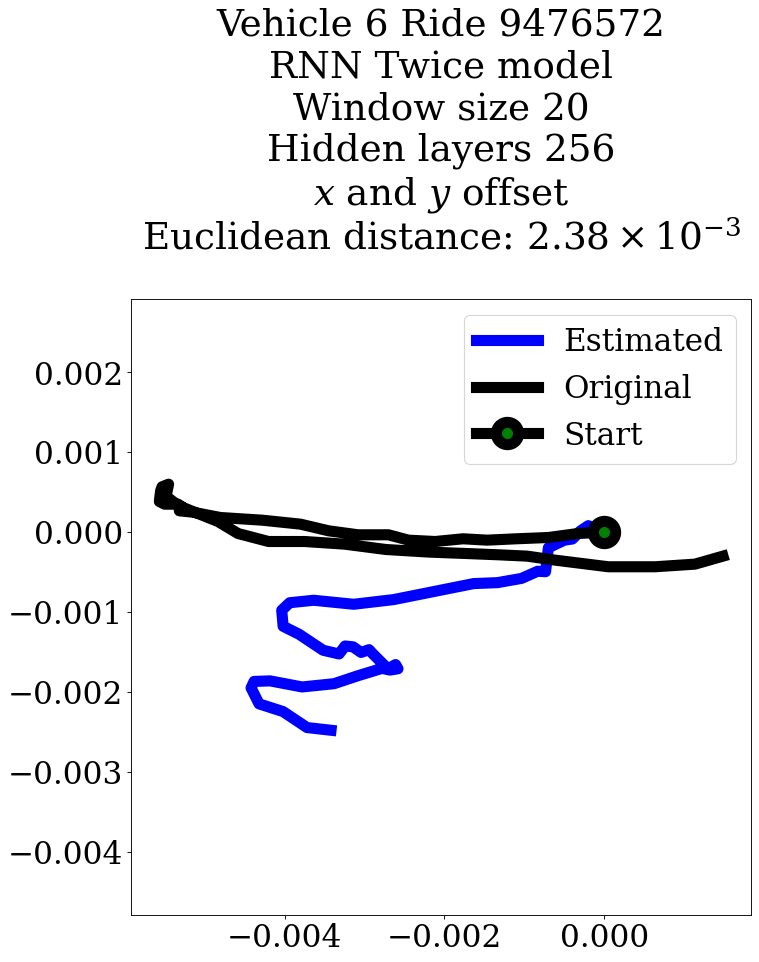 Vehicle 6 Ride 9476572
RNN Twice model
Window size 20
Hidden layers 256
x and y offset
Euclidean distance: 2.38 × 10⁻³
Estimated
Original
Start
0.002
0.001
0.000
−0.001
−0.002
−0.003
−0.004
−0.004 −0.002 0.000